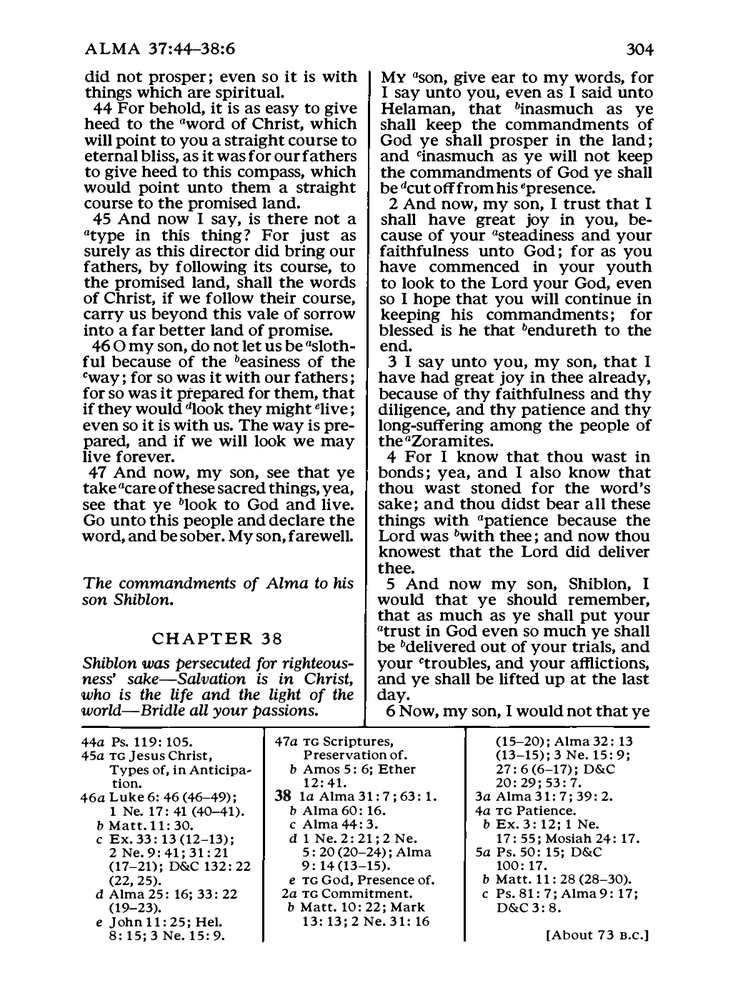 ALMA 37:44–38:6
304
did not prosper; even so it is with
things which are spiritual.
44 For behold, it is as easy to give
heed to the aword of Christ, which
will point to you a straight course to
eternal bliss, as it was for our fathers
to give heed to this compass, which
would point unto them a straight
course to the promised land.
45 And now I say, is there not a
atype in this thing? For just as
surely as this director did bring our
fathers, by following its course, to
the promised land, shall the words
of Christ, if we follow their course,
carry us beyond this vale of sorrow
into a far better land of promise.
46 O my son, do not let us be asloth-
ful because of the beasiness of the
cway; for so was it with our fathers;
for so was it prepared for them, that
if they would dlook they might elive;
even so it is with us. The way is pre-
pared, and if we will look we may
live forever.
47 And now, my son, see that ye
take acare of these sacred things, yea,
see that ye blook to God and live.
Go unto this people and declare the
word, and be sober. My son, farewell.
The commandments of Alma to his
son Shiblon.
CHAPTER 38
Shiblon was persecuted for righteous-
ness' sake—Salvation is in Christ,
who is the life and the light of the
world—Bridle all your passions.
MY ason, give ear to my words, for
I say unto you, even as I said unto
Helaman, that binasmuch as ye
shall keep the commandments of
God ye shall prosper in the land;
and cinasmuch as ye will not keep
the commandments of God ye shall
be dcut off from his epresence.
2 And now, my son, I trust that I
shall have great joy in you, be-
cause of your asteadiness and your
faithfulness unto God; for as you
have commenced in your youth
to look to the Lord your God, even
so I hope that you will continue in
keeping his commandments; for
blessed is he that bendureth to the
end.
3 I say unto you, my son, that I
have had great joy in thee already,
because of thy faithfulness and thy
diligence, and thy patience and thy
long-suffering among the people of
the aZoramites.
4 For I know that thou wast in
bonds; yea, and I also know that
thou wast stoned for the word's
sake; and thou didst bear all these
things with apatience because the
Lord was bwith thee; and now thou
knowest that the Lord did deliver
thee.
5 And now my son, Shiblon, I
would that ye should remember,
that as much as ye shall put your
atrust in God even so much ye shall
be bdelivered out of your trials, and
your ctroubles, and your afflictions,
and ye shall be lifted up at the last
day.
6 Now, my son, I would not that ye
44a Ps. 119: 105.
45a TG Jesus Christ,
Types of, in Anticipa-
tion.
46a Luke 6: 46 (46–49);
1 Ne. 17: 41 (40–41).
b Matt. 11: 30.
c Ex. 33: 13 (12–13);
2 Ne. 9: 41; 31: 21
(17–21); D&C 132: 22
(22, 25).
d Alma 25: 16; 33: 22
(19–23).
e John 11: 25; Hel.
8: 15; 3 Ne. 15: 9.
47a TG Scriptures,
Preservation of.
b Amos 5: 6; Ether
12: 41.
38 1a Alma 31: 7; 63: 1.
b Alma 60: 16.
c Alma 44: 3.
d 1 Ne. 2: 21; 2 Ne.
5: 20 (20–24); Alma
9: 14 (13–15).
e TG God, Presence of.
2a TG Commitment.
b Matt. 10: 22; Mark
13: 13; 2 Ne. 31: 16
(15–20); Alma 32: 13
(13–15); 3 Ne. 15: 9;
27: 6 (6–17); D&C
20: 29; 53: 7.
3a Alma 31: 7; 39: 2.
4a TG Patience.
b Ex. 3: 12; 1 Ne.
17: 55; Mosiah 24: 17.
5a Ps. 50: 15; D&C
100: 17.
b Matt. 11: 28 (28–30).
c Ps. 81: 7; Alma 9: 17;
D&C 3: 8.
[About 73 B.C.]